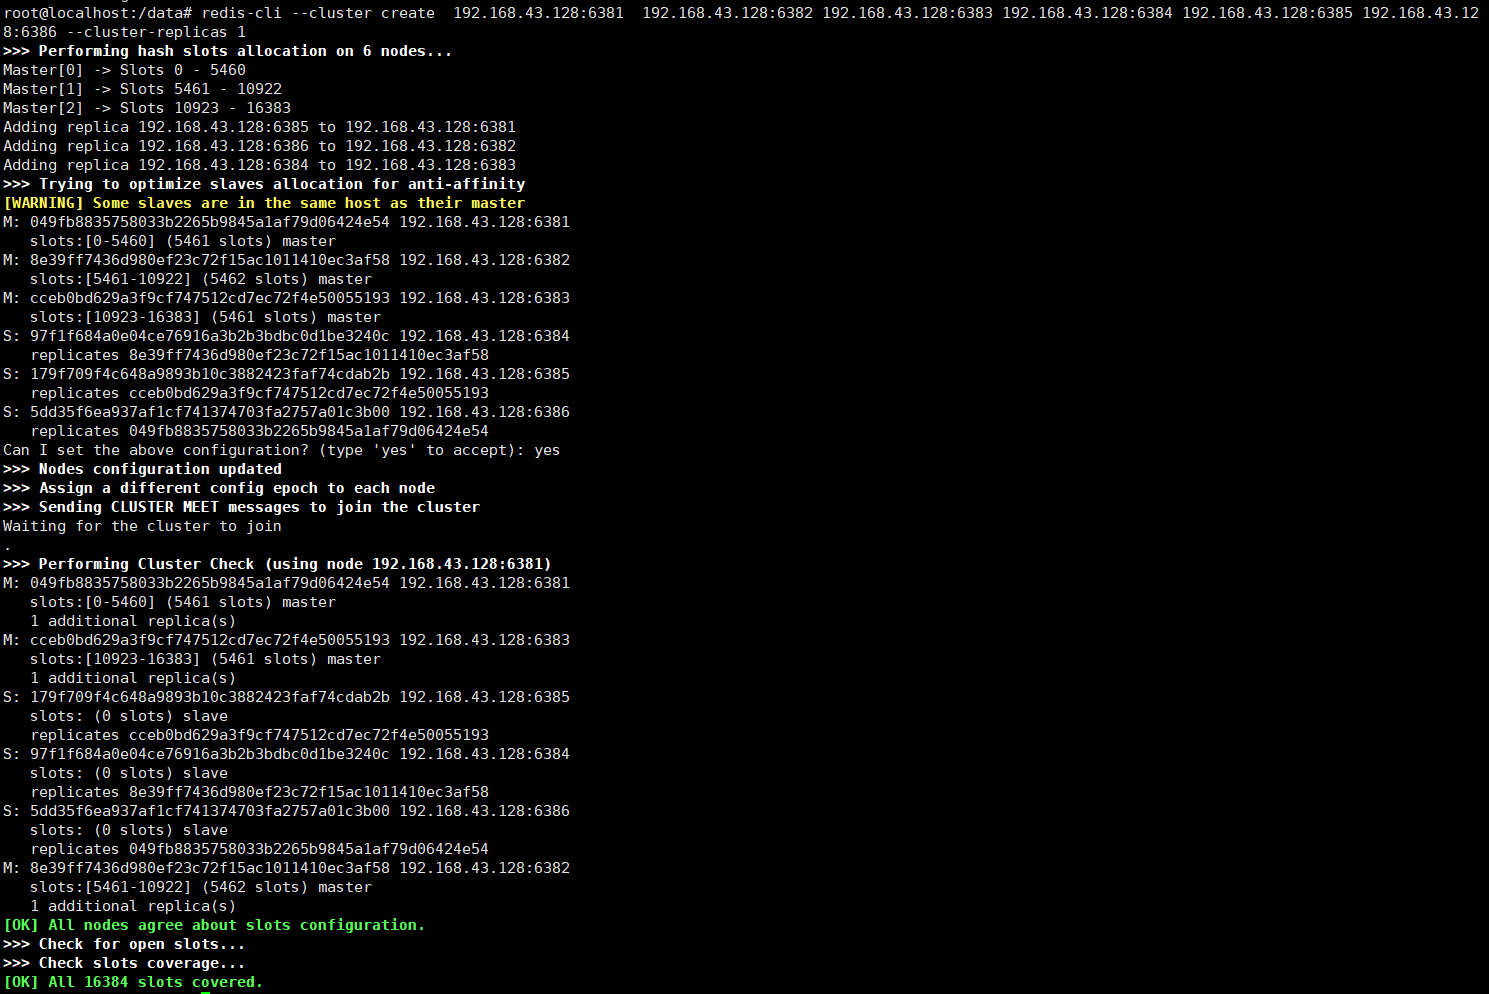 root@localhost:/data# redis-cli --cluster create  192.168.43.128:6381  192.168.43.128:6382 192.168.43.128:6383 192.168.43.128:6384 192.168.43.128:6385 192.168.43.12
8:6386 --cluster-replicas 1
>>> Performing hash slots allocation on 6 nodes...
Master[0] -> Slots 0 - 5460
Master[1] -> Slots 5461 - 10922
Master[2] -> Slots 10923 - 16383
Adding replica 192.168.43.128:6385 to 192.168.43.128:6381
Adding replica 192.168.43.128:6386 to 192.168.43.128:6382
Adding replica 192.168.43.128:6384 to 192.168.43.128:6383
>>> Trying to optimize slaves allocation for anti-affinity
[WARNING] Some slaves are in the same host as their master
M: 049fb8835758033b2265b9845a1af79d06424e54 192.168.43.128:6381
   slots:[0-5460] (5461 slots) master
M: 8e39ff7436d980ef23c72f15ac1011410ec3af58 192.168.43.128:6382
   slots:[5461-10922] (5462 slots) master
M: cceb0bd629a3f9cf747512cd7ec72f4e50055193 192.168.43.128:6383
   slots:[10923-16383] (5461 slots) master
S: 97f1f684a0e04ce76916a3b2b3bdbc0d1be3240c 192.168.43.128:6384
   replicates 8e39ff7436d980ef23c72f15ac1011410ec3af58
S: 179f709f4c648a9893b10c3882423faf74cdab2b 192.168.43.128:6385
   replicates cceb0bd629a3f9cf747512cd7ec72f4e50055193
S: 5dd35f6ea937af1cf741374703fa2757a01c3b00 192.168.43.128:6386
   replicates 049fb8835758033b2265b9845a1af79d06424e54
Can I set the above configuration? (type 'yes' to accept): yes
>>> Nodes configuration updated
>>> Assign a different config epoch to each node
>>> Sending CLUSTER MEET messages to join the cluster
Waiting for the cluster to join
.
>>> Performing Cluster Check (using node 192.168.43.128:6381)
M: 049fb8835758033b2265b9845a1af79d06424e54 192.168.43.128:6381
   slots:[0-5460] (5461 slots) master
   1 additional replica(s)
M: cceb0bd629a3f9cf747512cd7ec72f4e50055193 192.168.43.128:6383
   slots:[10923-16383] (5461 slots) master
   1 additional replica(s)
S: 179f709f4c648a9893b10c3882423faf74cdab2b 192.168.43.128:6385
   slots: (0 slots) slave
   replicates cceb0bd629a3f9cf747512cd7ec72f4e50055193
S: 97f1f684a0e04ce76916a3b2b3bdbc0d1be3240c 192.168.43.128:6384
   slots: (0 slots) slave
   replicates 8e39ff7436d980ef23c72f15ac1011410ec3af58
S: 5dd35f6ea937af1cf741374703fa2757a01c3b00 192.168.43.128:6386
   slots: (0 slots) slave
   replicates 049fb8835758033b2265b9845a1af79d06424e54
M: 8e39ff7436d980ef23c72f15ac1011410ec3af58 192.168.43.128:6382
   slots:[5461-10922] (5462 slots) master
   1 additional replica(s)
[OK] All nodes agree about slots configuration.
>>> Check for open slots...
>>> Check slots coverage...
[OK] All 16384 slots covered.